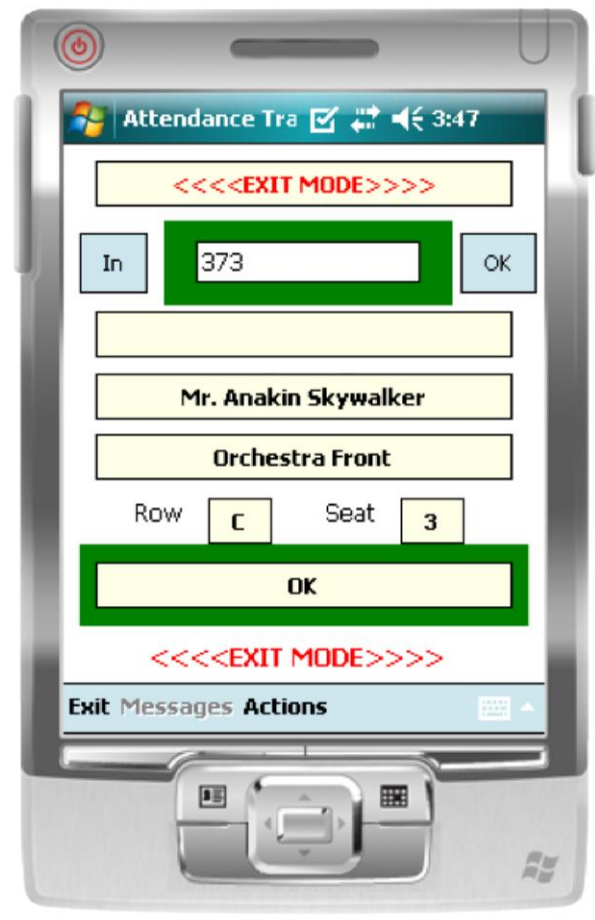 Attendance Tra 3:47
<<<<EXIT MODE>>>>
In 373 OK
Mr. Anakin Skywalker
Orchestra Front
Row C Seat 3
OK
<<<<EXIT MODE>>>>
Exit Messages Actions